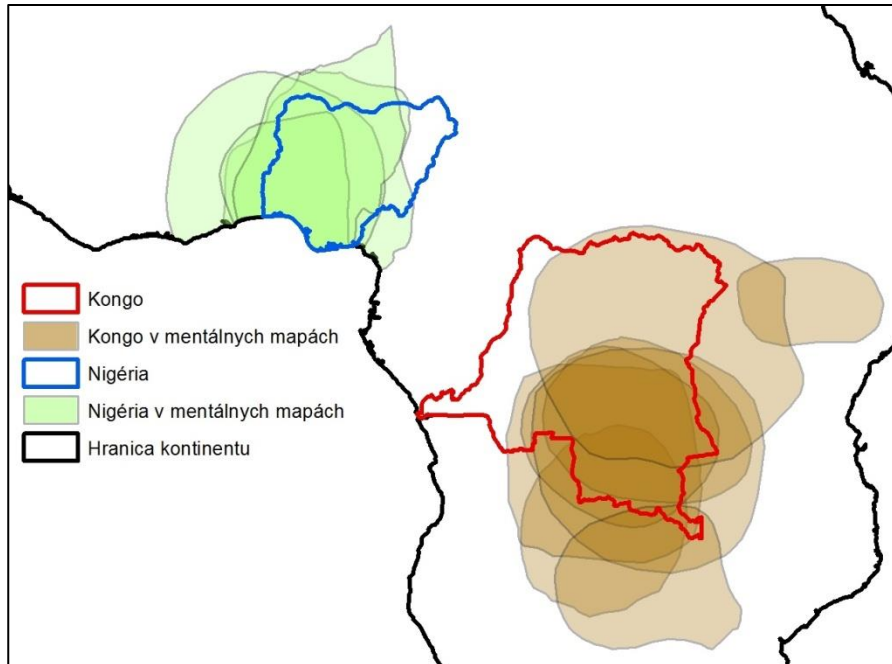 Kongo
Kongo v mentálnych mapách
Nigéria
Nigéria v mentálnych mapách
Hranica kontinentu